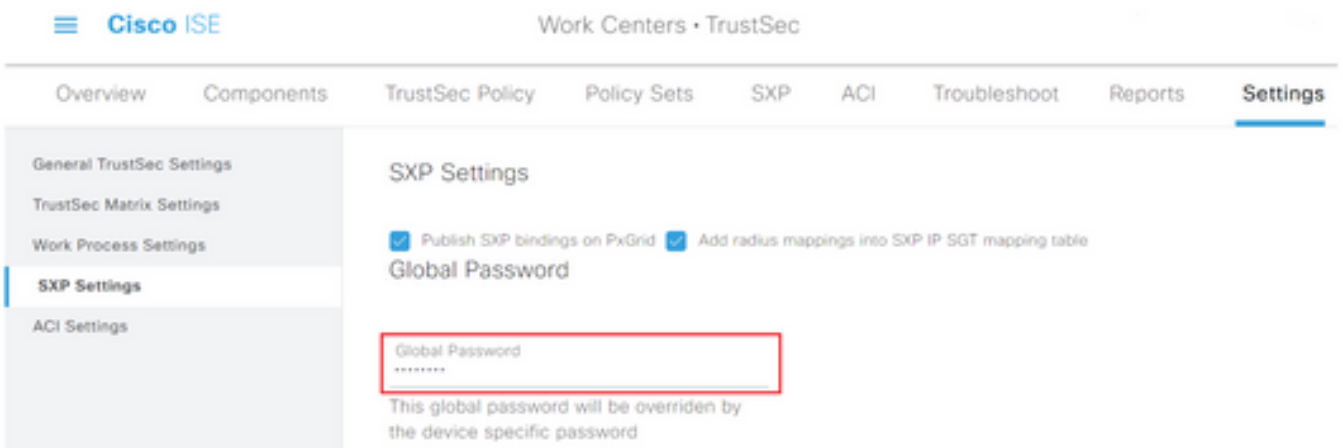 Cisco ISE
Work Centers · TrustSec
Overview Components TrustSec Policy Policy Sets SXP ACI Troubleshoot Reports Settings
General TrustSec Settings
TrustSec Matrix Settings
Work Process Settings
SXP Settings
ACI Settings
SXP Settings
Publish SXP bindings on PxGrid Add radius mappings into SXP IP SGT mapping table
Global Password
Global Password
••••••••
This global password will be overriden by
the device specific password